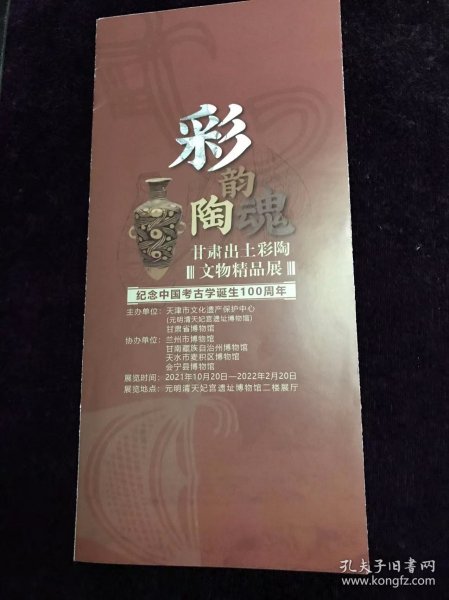 彩
韵
陶魂
甘肃出土彩陶
文物精品展
纪念中国考古学诞生100周年
主办单位：天津市文化遗产保护中心
（元明清天妃宫遗址博物馆）
甘肃省博物馆
协办单位：兰州市博物馆
甘南藏族自治州博物馆
天水市麦积区博物馆
会宁县博物馆
展览时间：2021年10月20日—2022年2月20日
展览地点：元明清天妃宫遗址博物馆二楼展厅
孔夫子旧书网
www.kongfz.com